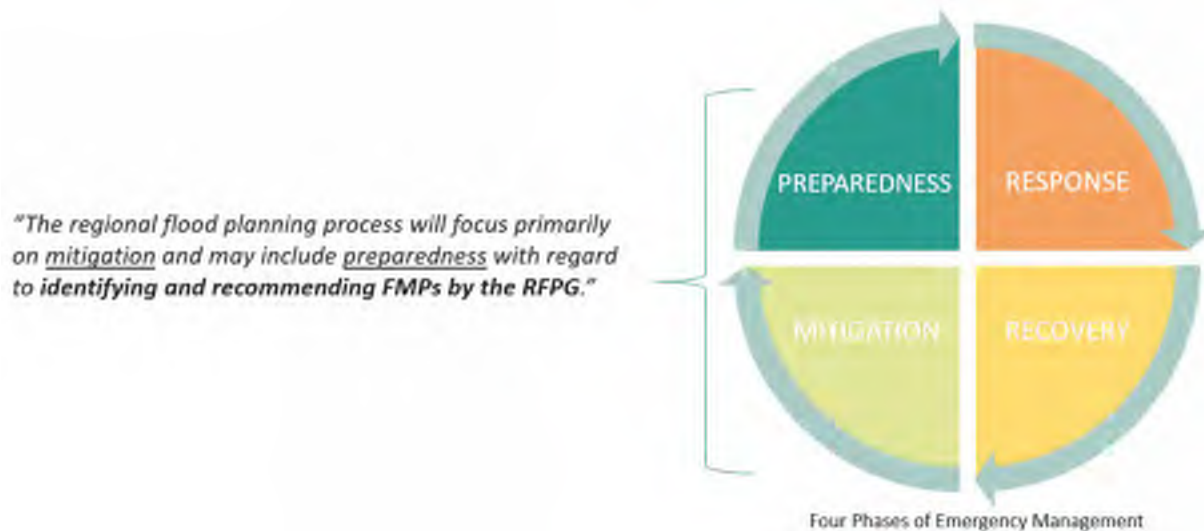 "The regional flood planning process will focus primarily
on mitigation and may include preparedness with regard
to identifying and recommending FMPs by the RFPG."
PREPAREDNESS
RESPONSE
MITIGATION
RECOVERY
Four Phases of Emergency Management